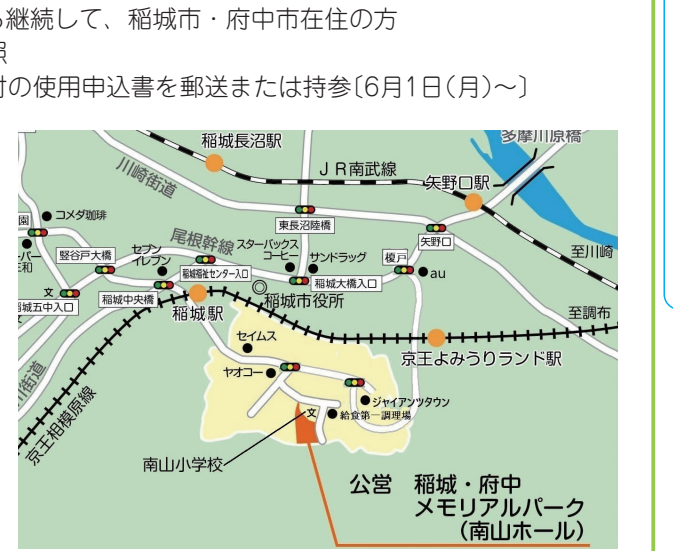 継続して、稲城市・府中市在住の方
の使用申込書を郵送または持参〔6月1日(月)〜〕
多摩川原橋
稲城長沼駅
JR南武線
川崎街道
矢野口駅
コメダ珈琲
園
東長沼陸橋
尾根幹線
矢野口
スターバックス
コーヒー
サンドラッグ
榎戸
至川崎
竪谷戸大橋
セブン
イレブン
稲城福祉センター入口
稲城大橋入口
au
文
城五中入口
稲城中央橋
稲城駅
稲城市役所
至調布
セイムス
京王よみうりランド駅
ヤオコー
ジャイアンツタウン
文
給食第一調理場
街道
京王相模原線
南山小学校
公営 稲城・府中
メモリアルパーク
(南山ホール)